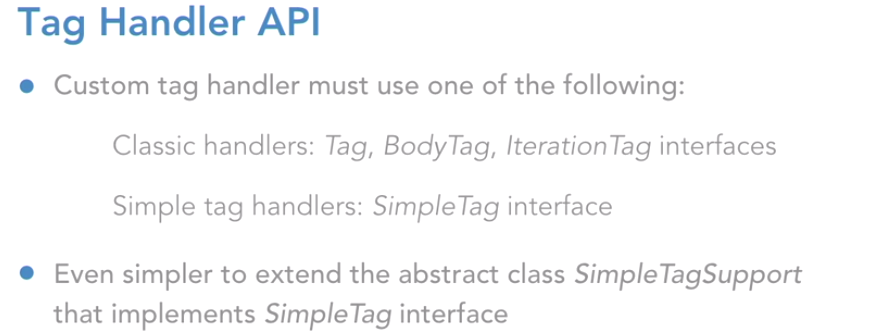 Tag Handler API
• Custom tag handler must use one of the following:
Classic handlers: Tag, BodyTag, IterationTag interfaces
Simple tag handlers: SimpleTag interface
• Even simpler to extend the abstract class SimpleTagSupport
that implements SimpleTag interface